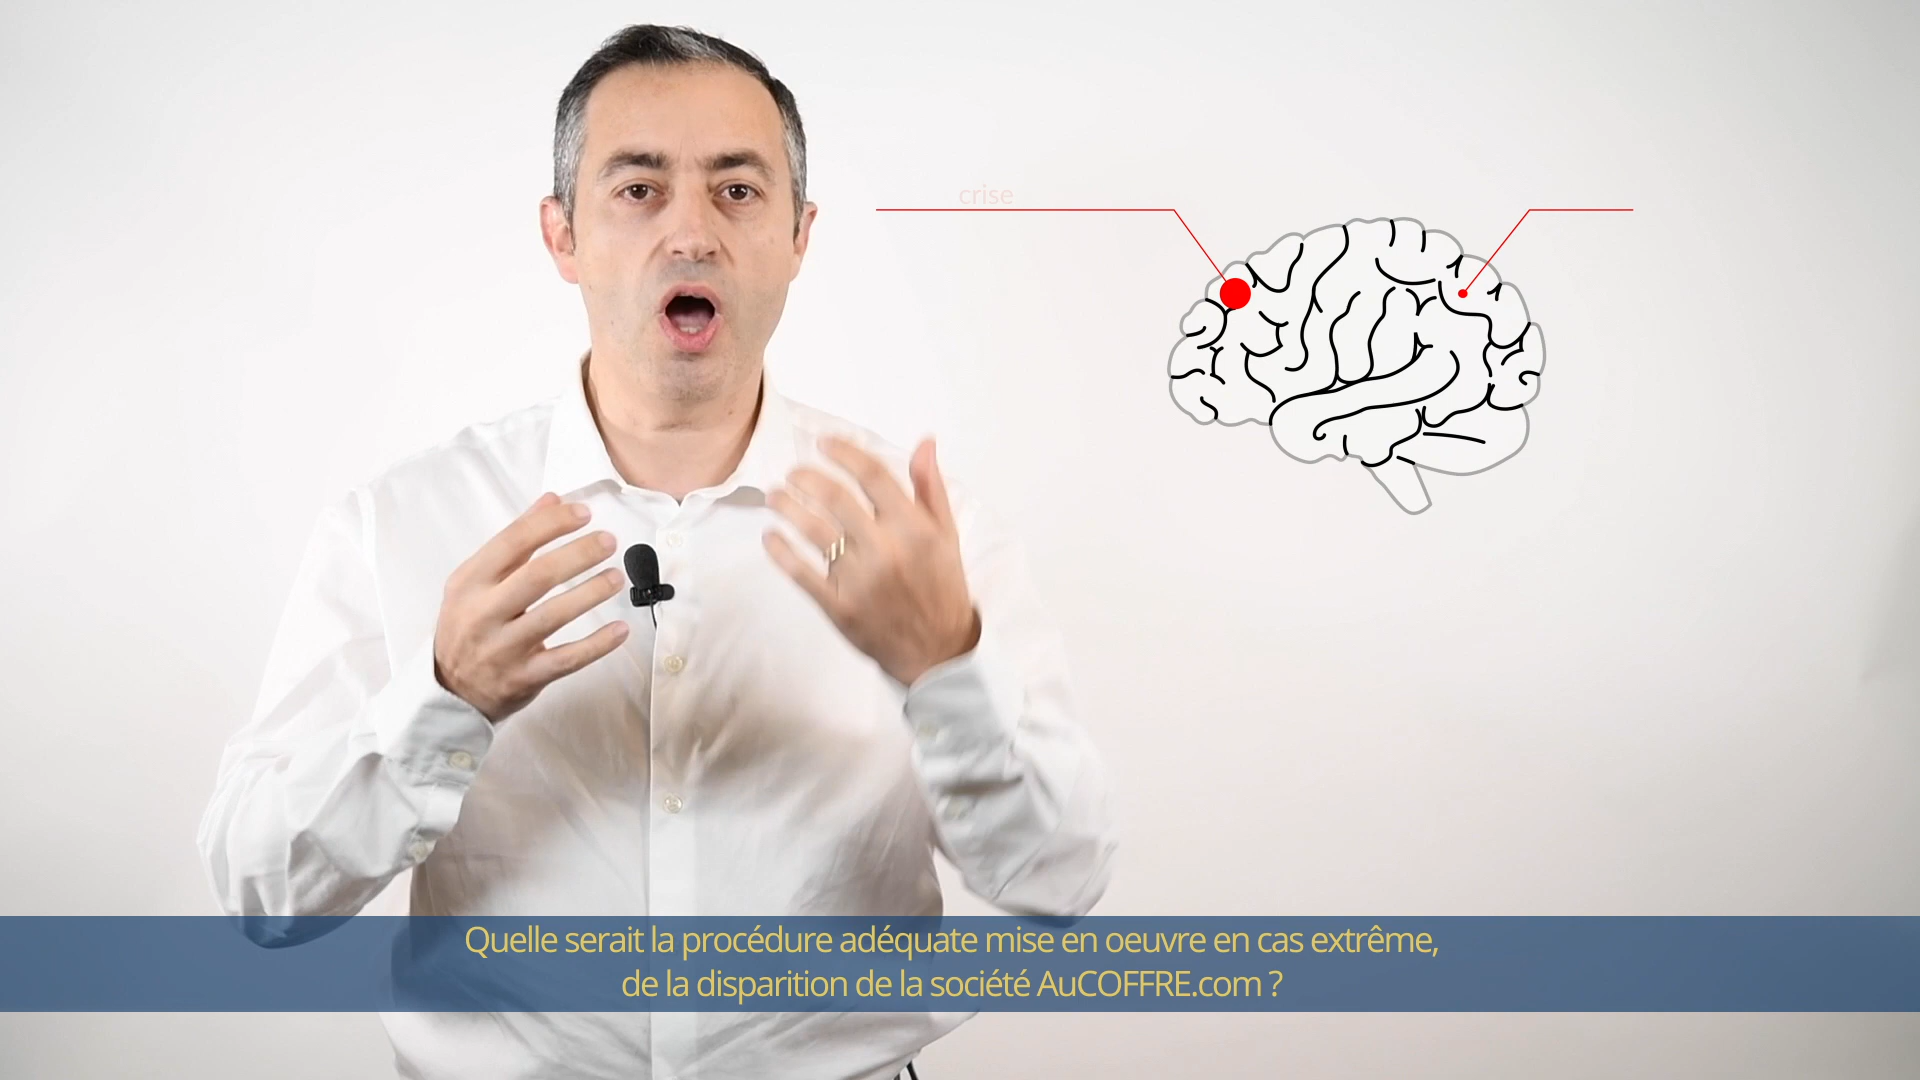 crise
Quelle serait la procédure adéquate mise en oeuvre en cas extrême,
de la disparition de la société AuCOFFRE.com ?